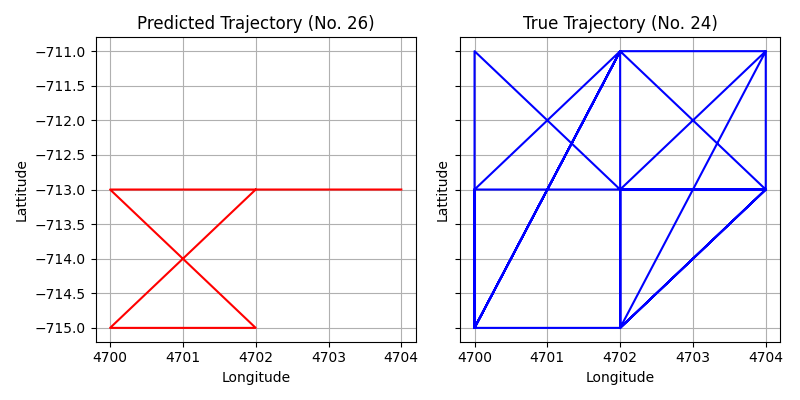 Predicted Trajectory (No. 26)
True Trajectory (No. 24)
Lattitude
−711.0
−711.5
−712.0
−712.5
−713.0
−713.5
−714.0
−714.5
−715.0
Lattitude
4700 4701 4702 4703 4704
4700 4701 4702 4703 4704
Longitude
Longitude